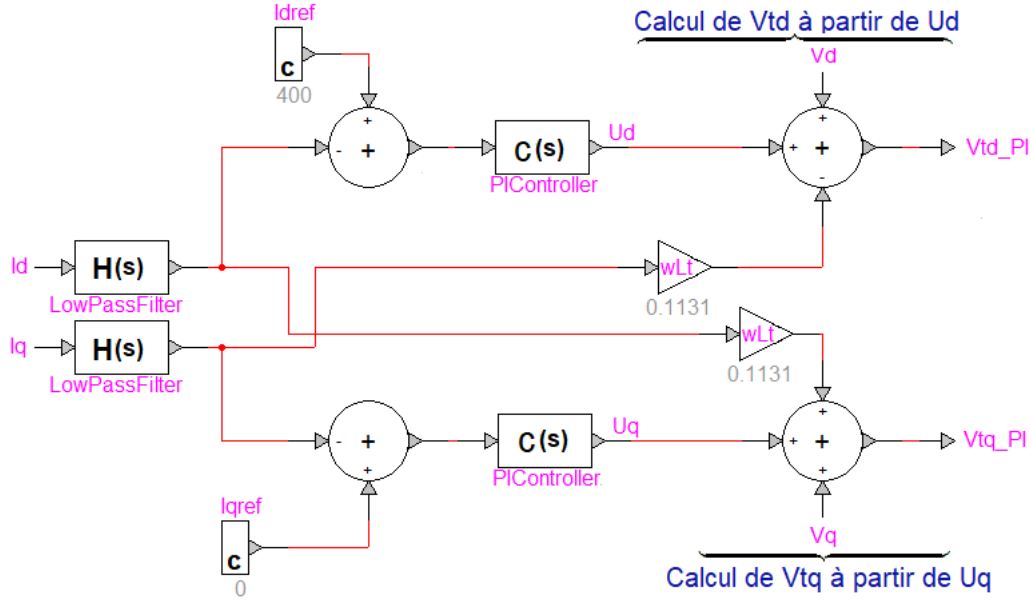 Calcul de Vtd à partir de Ud
Idref
c
400
Vd
+
+
-
+
+
+
-
C(s)
PIController
Ud
Vtd_PI
Id
H(s)
LowPassFilter
wLt
0.1131
Iq
H(s)
LowPassFilter
wLt
0.1131
-
+
+
C(s)
PIController
Uq
+
+
+
+
Vtq_PI
Iqref
c
0
Vq
Calcul de Vtq à partir de Uq